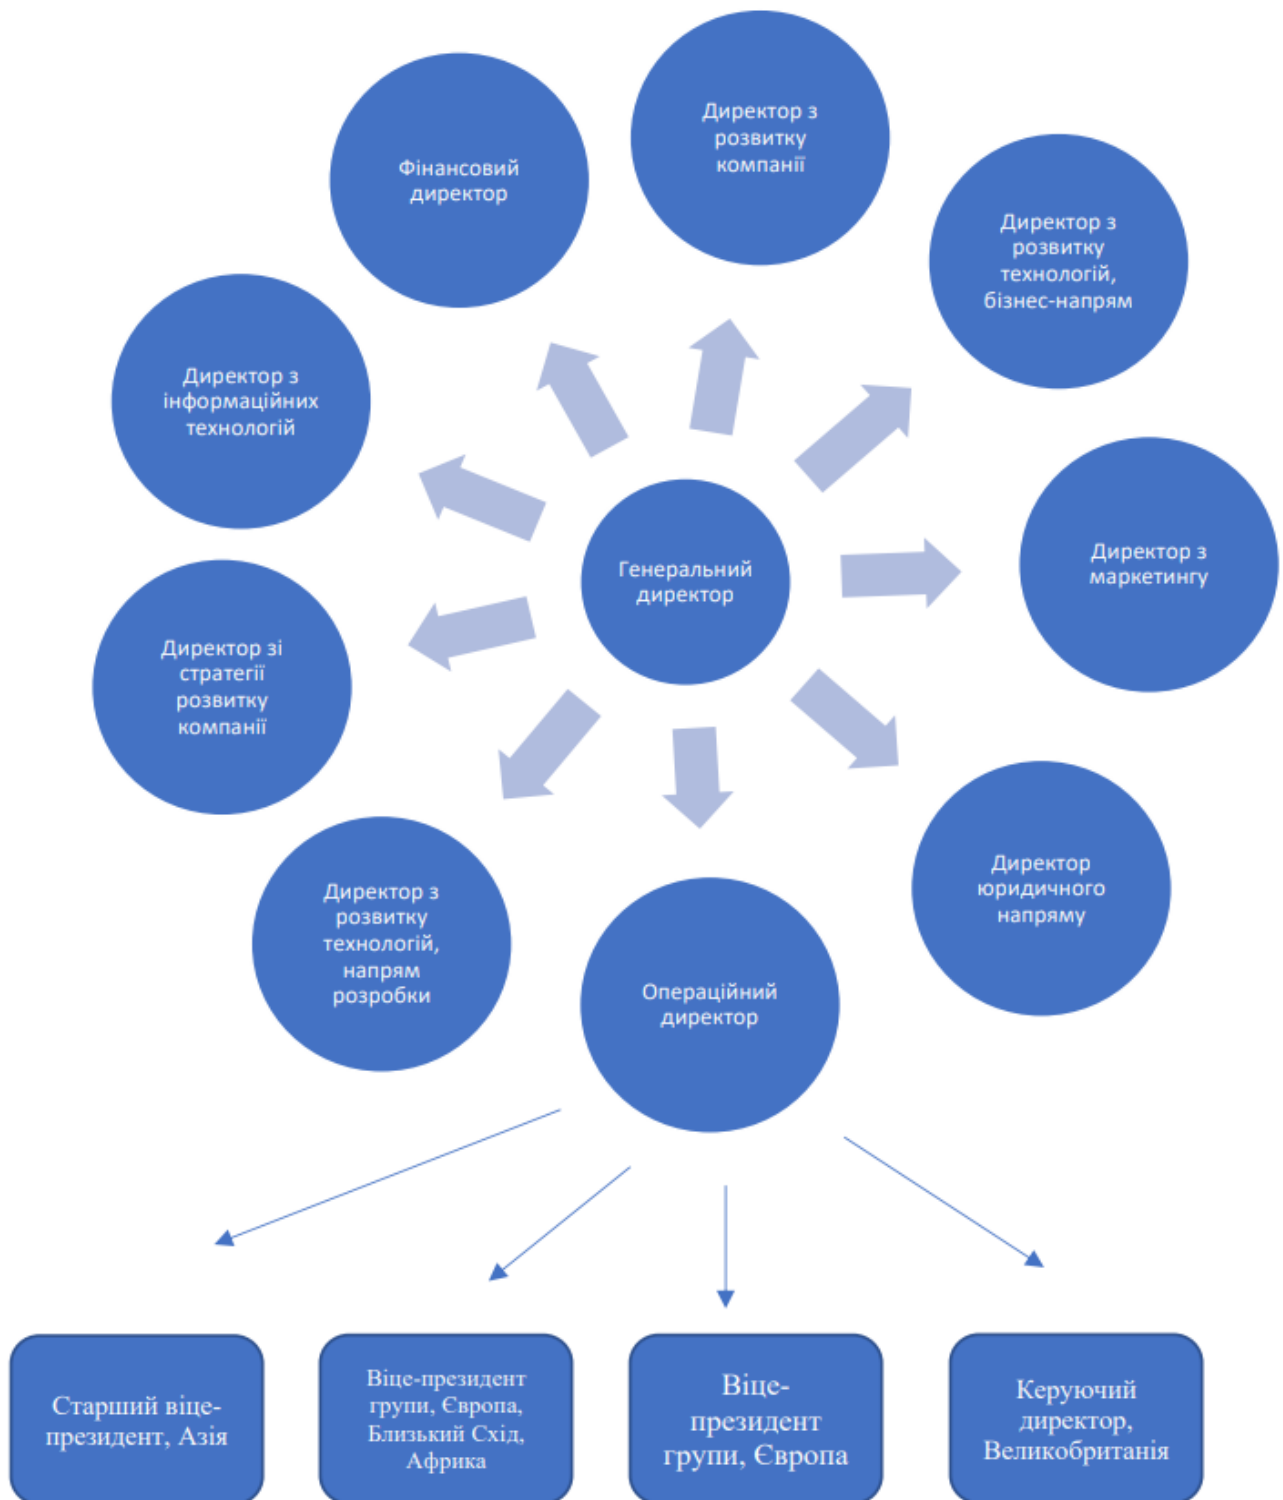 Директор з
розвитку
компанії
Фінансовий
директор
Директор з
розвитку
технологій,
бізнес-напрям
Директор з
інформаційних
технологій
Генеральний
директор
Директор з
маркетингу
Директор зі
стратегії
розвитку
компанії
Директор з
розвитку
технологій,
напрям
розробки
Операційний
директор
Директор
юридичного
напряму
Старший віце-
президент, Азія
Віце-президент
групи, Європа,
Близький Схід,
Африка
Віце-
президент
групи, Європа
Керуючий
директор,
Великобританія